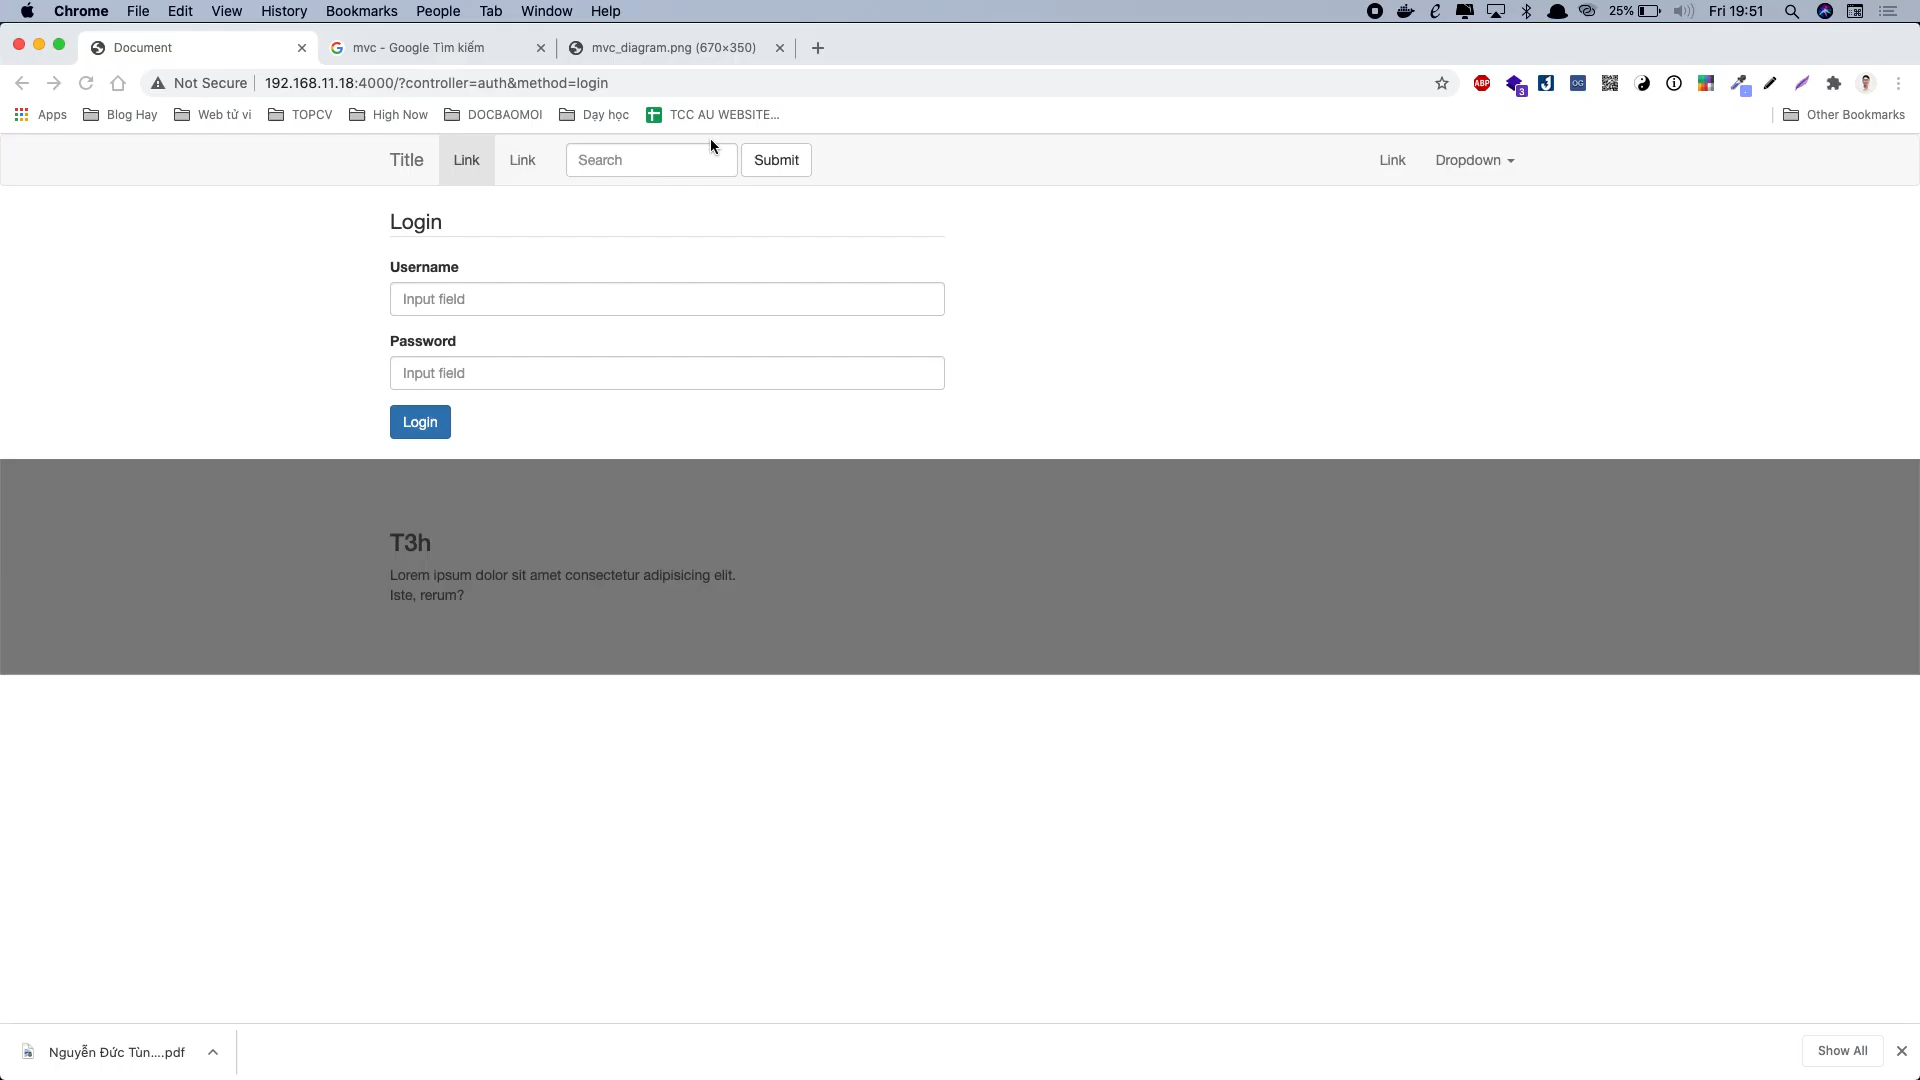 Chrome File Edit View History Bookmarks People Tab Window Help 25% Fri 19:51
Document mvc - Google Tìm kiếm mvc_diagram.png (670×350)
Not Secure 192.168.11.18:4000/?controller=auth&method=login ABP 3 OG
Apps Blog Hay Web tử vi TOPCV High Now DOCBAOMOI Dạy học TCC AU WEBSITE... Other Bookmarks
Title Link Link Search Submit Link Dropdown
Login
Username
Input field
Password
Input field
Login
T3h
Lorem ipsum dolor sit amet consectetur adipisicing elit.
Iste, rerum?
Nguyễn Đức Tùn....pdf Show All